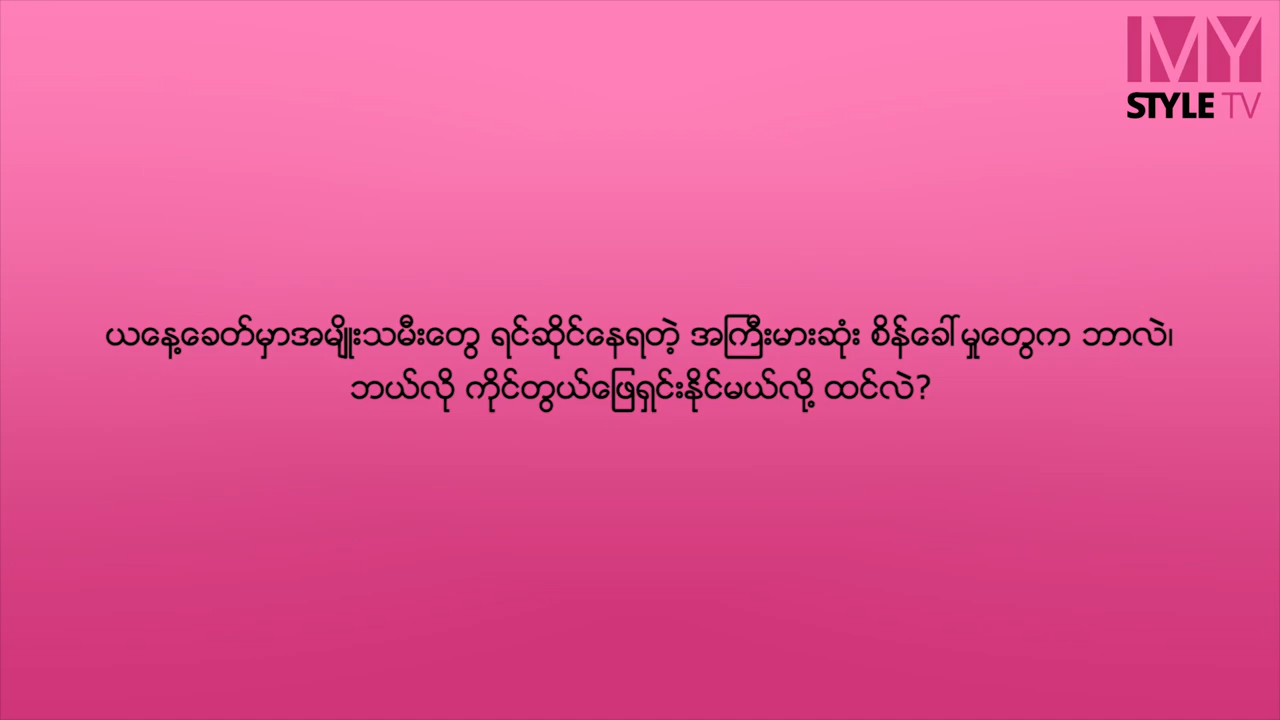 IMY
STYLE TV
ယနေ့ခေတ်မှာအမျိုးသမီးတွေ ရင်ဆိုင်နေရတဲ့ အကြီးမားဆုံး စိန်ခေါ်မှုတွေက ဘာလဲ၊
ဘယ်လို ကိုင်တွယ်ဖြေရှင်းနိုင်မယ်လို့ ထင်လဲ?